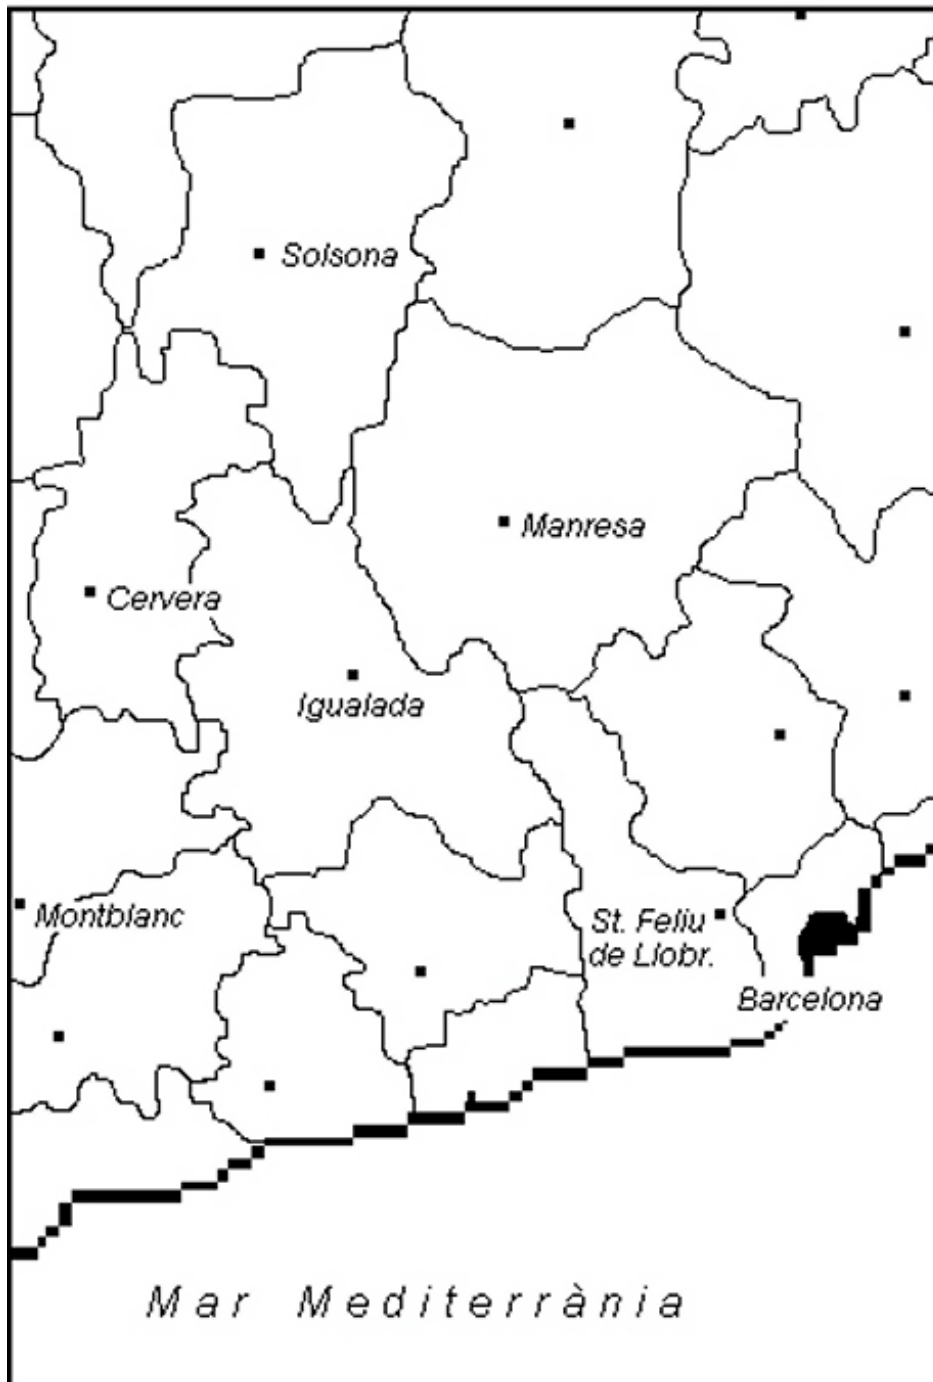 Solsona
Manresa
Cervera
Igualada
Montblanc
St. Feliu
de Llobr.
Barcelona
Mar Mediterrània